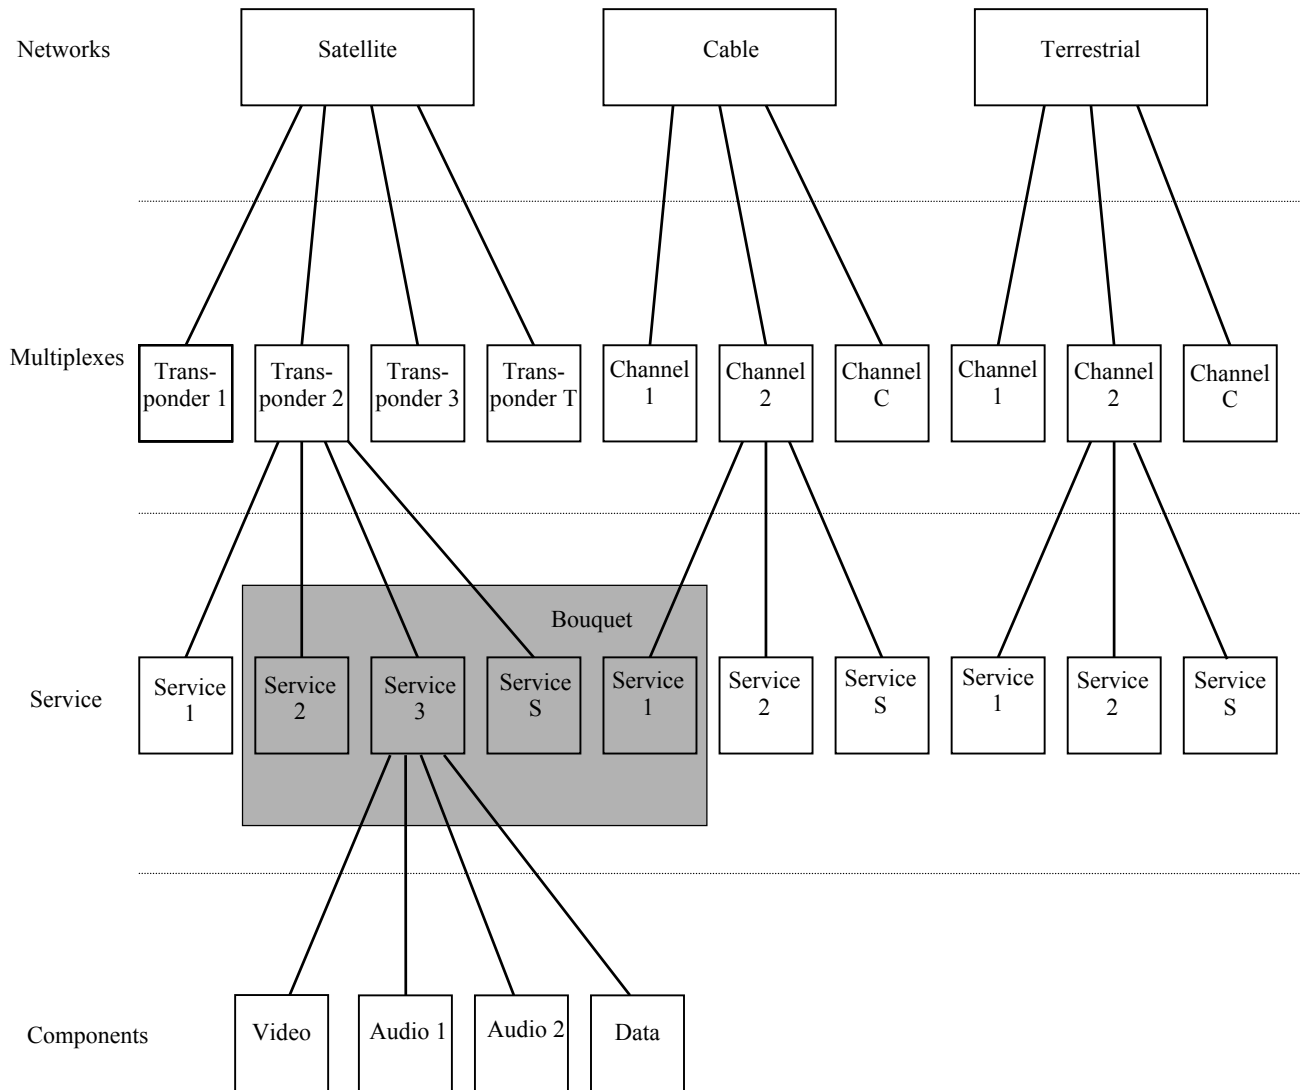 Networks
Satellite
Cable
Terrestrial
Multiplexes
Trans-
ponder 1
Trans-
ponder 2
Trans-
ponder 3
Trans-
ponder T
Channel
1
Channel
2
Channel
C
Channel
1
Channel
2
Channel
C
Bouquet
Service
Service
1
Service
2
Service
3
Service
S
Service
1
Service
2
Service
S
Service
1
Service
2
Service
S
Components
Video
Audio 1
Audio 2
Data